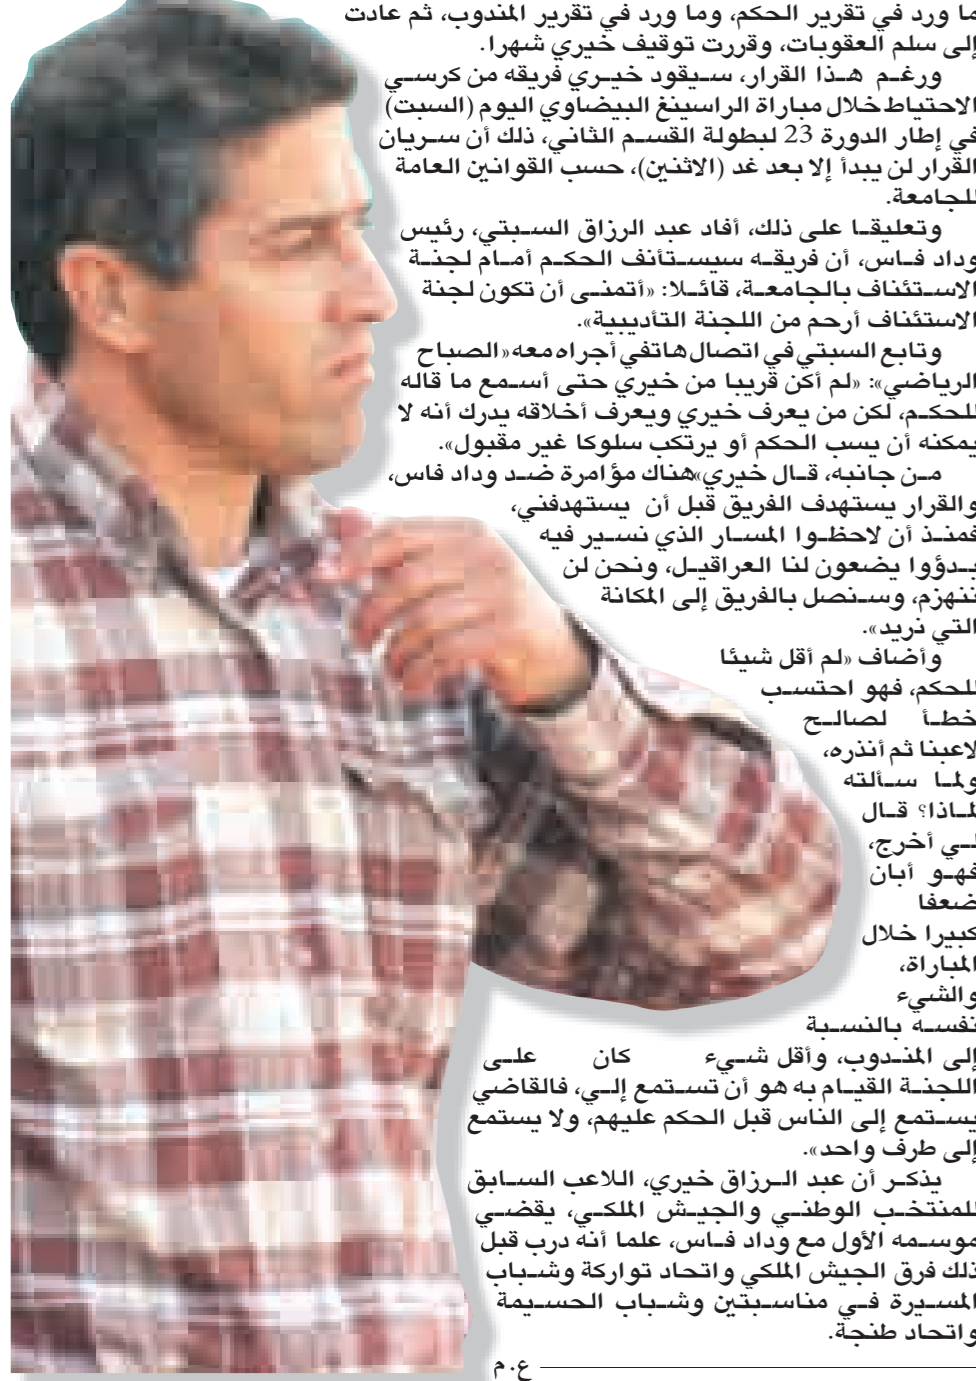 ما ورد في تقرير الحكم، وما ورد في تقرير المندوب، ثم عادت
إلى سلم العقوبات، وقررت توقيف خيري شهرا.
ورغم هذا القرار، سيقود خيري فريقه من كرسي
الاحتياط خلال مباراة الراسينغ البيضاوي اليوم (السبت)
في إطار الدورة 23 لبطولة القسم الثاني، ذلك أن سريان
القرار لن يبدأ إلا بعد غد (الاثنين)، حسب القوانين العامة
للجامعة.
وتعليقا على ذلك، أفاد عبد الرزاق السبتي، رئيس
وداد فاس، أن فريقه سيستأنف الحكم أمام لجنة
الاستئناف بالجامعة، قائلا: «أتمنى أن تكون لجنة
الاستئناف أرحم من اللجنة التأديبية».
وتابع السبتي في اتصال هاتفي أجراه معه «الصباح
الرياضي»: «لم أكن قريبا من خيري حتى أسمع ما قاله
للحكم، لكن من يعرف خيري ويعرف أخلاقه يدرك أنه لا
يمكنه أن يسب الحكم أو يرتكب سلوكا غير مقبول».
من جانبه، قال خيري»هناك مؤامرة ضد وداد فاس،
والقرار يستهدف الفريق قبل أن يستهدفني،
فمنذ أن لاحظوا المسار الذي نسير فيه
بدؤوا يضعون لنا العراقيل، ونحن لن
ننهزم، وسنصل بالفريق إلى المكانة
التي نريد».
وأضاف «لم أقل شيئا
للحكم، فهو احتسب
خطأ لصالح
لاعبنا ثم أنذره،
ولما سألته
لماذا؟ قال
لي أخرج،
فهو أبان
ضعفا
كبيرا خلال
المباراة،
والشيء
نفسه بالنسبة
إلى المندوب، وأقل شيء كان على
اللجنة القيام به هو أن تستمع إلي، فالقاضي
يستمع إلى الناس قبل الحكم عليهم، ولا يستمع
إلى طرف واحد».
يذكر أن عبد الرزاق خيري، اللاعب السابق
للمنتخب الوطني والجيش الملكي، يقضي
موسمه الأول مع وداد فاس، علما أنه درب قبل
ذلك فرق الجيش الملكي واتحاد تواركة وشباب
المسيرة في مناسبتين وشباب الحسيمة
واتحاد طنجة.
ع. م